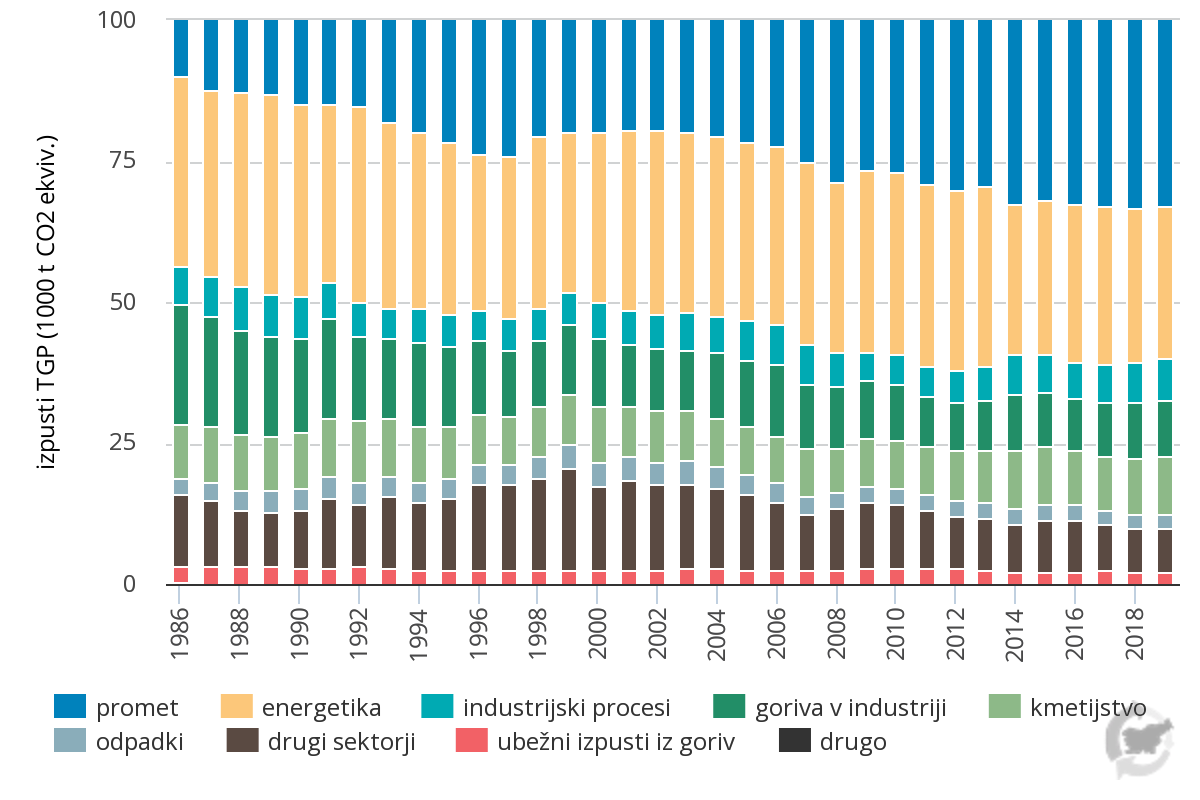 100
75
50
25
0
izpusti TGP (1000 t CO2 ekviv.)
1986 1988 1990 1992 1994 1996 1998 2000 2002 2004 2006 2008 2010 2012 2014 2016 2018
promet energetika industrijski procesi goriva v industriji kmetijstvo
odpadki drugi sektorji ubežni izpusti iz goriv drugo